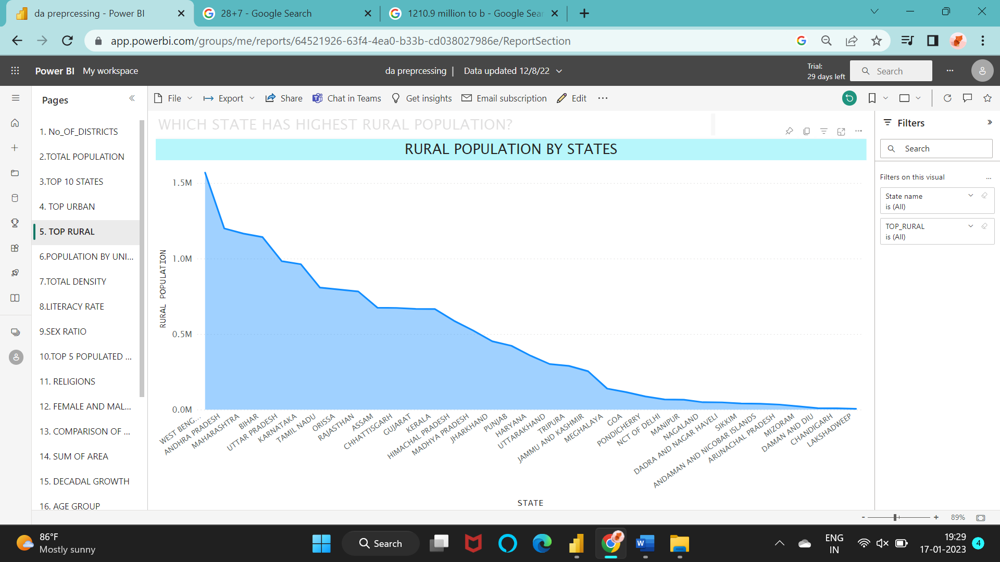 da preprcessing - Power BI
28+7 - Google Search
1210.9 million to b - Google Sear
app.powerbi.com/groups/me/reports/64521926-63f4-4ea0-b33b-cd038027986e/ReportSection
Power BI My workspace
da preprcessing | Data updated 12/8/22
Trial:
29 days left
Search
Pages
File
Export
Share
Chat in Teams
Get insights
Email subscription
Edit
1. No_OF_DISTRICTS
2.TOTAL POPULATION
3.TOP 10 STATES
4. TOP URBAN
5. TOP RURAL
6.POPULATION BY UNI...
7.TOTAL DENSITY
8.LITERACY RATE
9.SEX RATIO
10.TOP 5 POPULATED ...
11. RELIGIONS
12. FEMALE AND MAL...
13. COMPARISON OF ...
14. SUM OF AREA
15. DECADAL GROWTH
16. AGE GROUP
WHICH STATE HAS HIGHEST RURAL POPULATION?
RURAL POPULATION BY STATES
RURAL POPULATION
1.5M
1.0M
0.5M
0.0M
WEST BENG...
ANDHRA PRADESH
MAHARASHTRA
BIHAR
UTTAR PRADESH
KARNATAKA
TAMIL NADU
ORISSA
RAJASTHAN
ASSAM
CHHATTISGARH
GUJARAT
KERALA
HIMACHAL PRADESH
MADHYA PRADESH
JHARKHAND
PUNJAB
HARYANA
UTTARAKHAND
TRIPURA
JAMMU AND KASHMIR
MEGHALAYA
GOA
PONDICHERRY
NCT OF DELHI
MANIPUR
NAGALAND
DADRA AND NAGAR HAVELI
SIKKIM
ANDAMAN AND NICOBAR ISLANDS
ARUNACHAL PRADESH
MIZORAM
DAMAN AND DIU
CHANDIGARH
LAKSHADWEEP
STATE
Filters
Search
Filters on this visual
...
State name
is (All)
TOP_RURAL
is (All)
- + 89%
86°F
Mostly sunny
Search
ENG
IN
19:29
17-01-2023
4